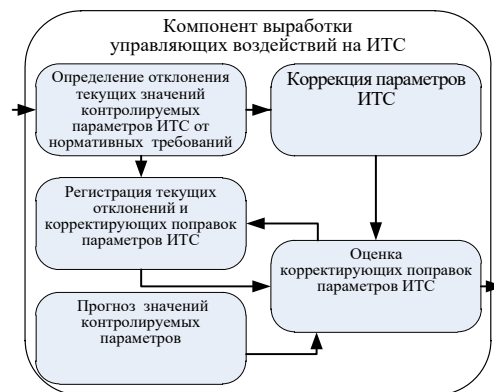 Компонент выработки
управляющих воздействий на ИТС
Определение отклонения
текущих значений
контролируемых
параметров ИТС от
нормативных требований
Коррекция параметров
ИТС
Регистрация текущих
отклонений и
корректирующих поправок
параметров ИТС
Оценка
корректирующих поправок
параметров ИТС
Прогноз значений
контролируемых
параметров